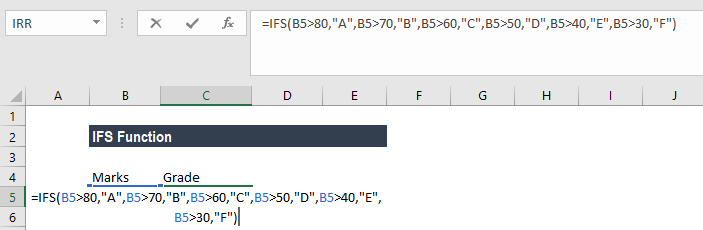 IRR
fx
=IFS(B5>80,"A",B5>70,"B",B5>60,"C",B5>50,"D",B5>40,"E",B5>30,"F")
A B C D E F G H I J
1
2 IFS Function
3
4 Marks Grade
5 =IFS(B5>80,"A",B5>70,"B",B5>60,"C",B5>50,"D",B5>40,"E",
6 B5>30,"F")